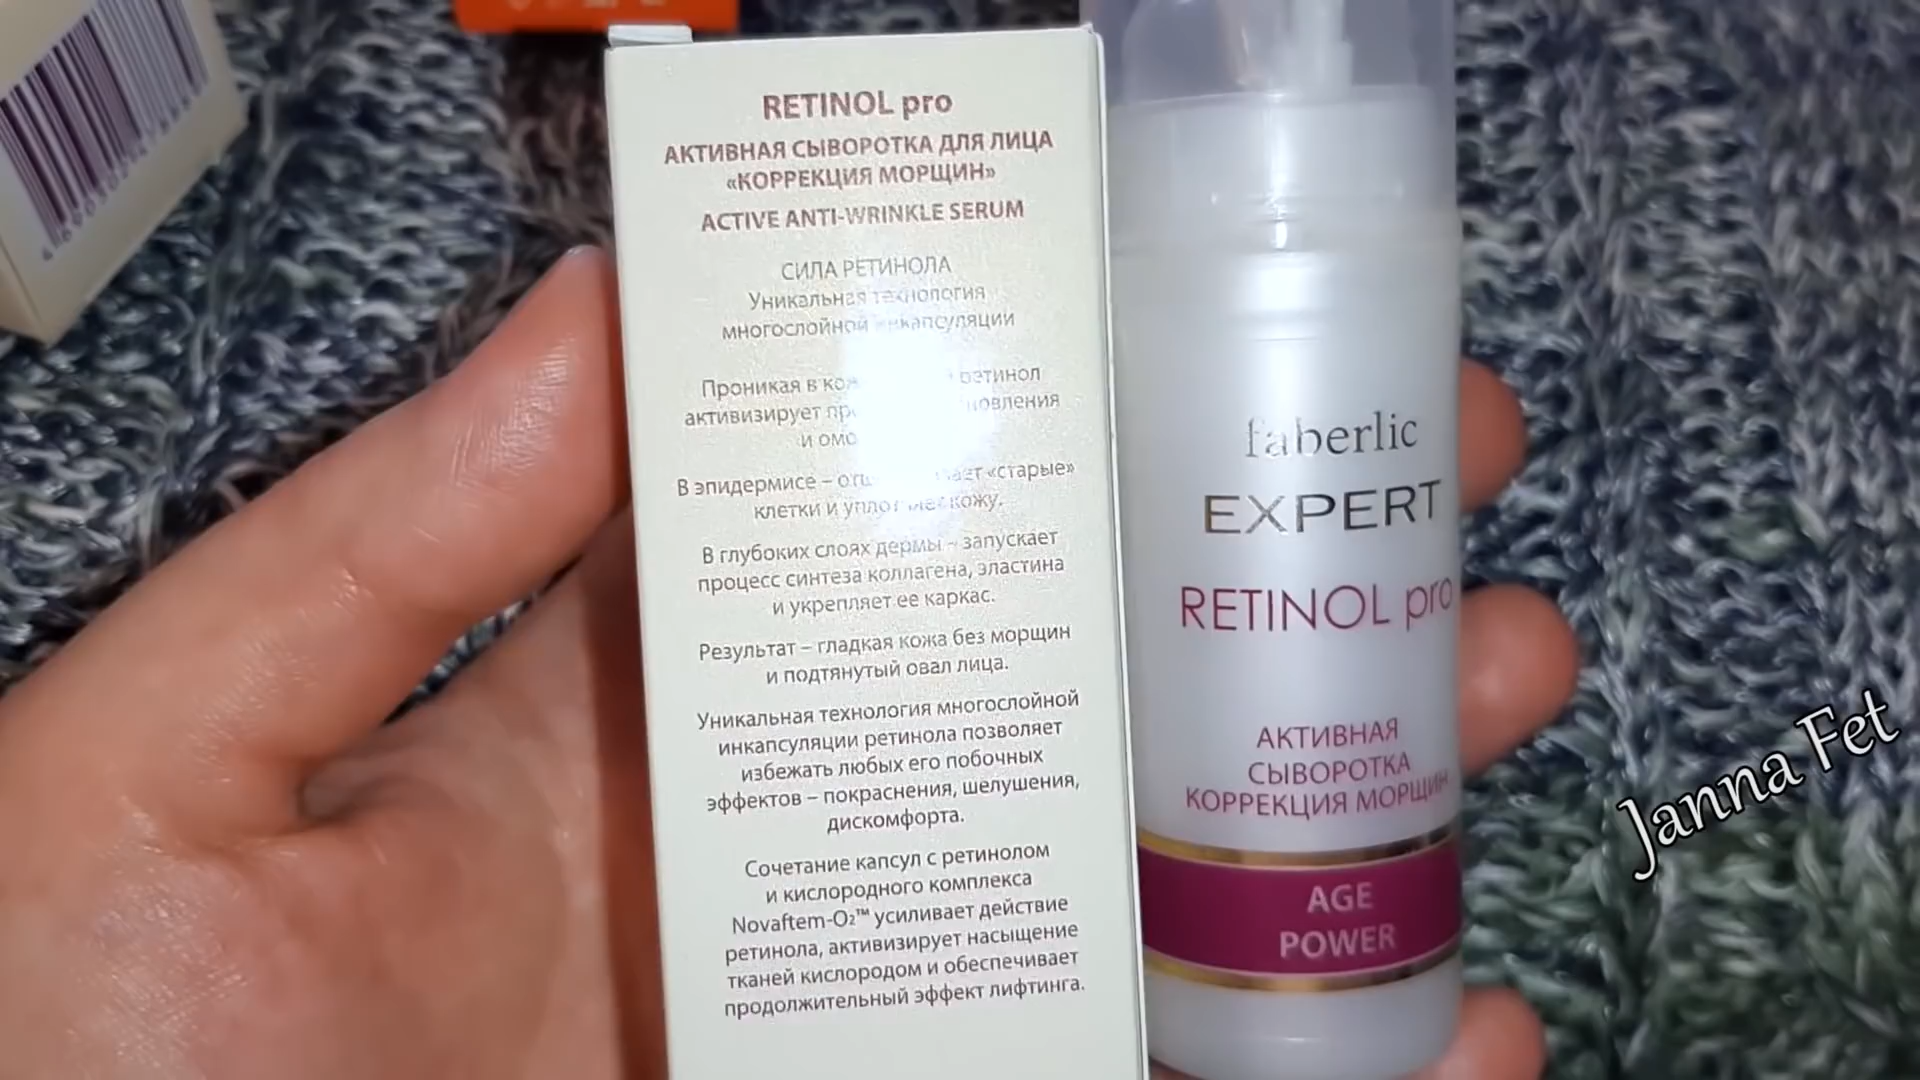 RETINOL pro
АКТИВНАЯ СЫВОРОТКА ДЛЯ ЛИЦА
«КОРРЕКЦИЯ МОРЩИН»
ACTIVE ANTI-WRINKLE SERUM
СИЛА РЕТИНОЛА
Уникальная технология
многослойной инкапсуляции
Проникая в ретинол
активизирует
и
В эпидермисе – «старые»
клетки и кожу.
В глубоких слоях дермы – запускает
процесс синтеза коллагена, эластина
и укрепляет ее каркас.
Результат – гладкая кожа без морщин
и подтянутый овал лица.
Уникальная технология многослойной
инкапсуляции ретинола позволяет
избежать любых его побочных
эффектов – покраснения, шелушения,
дискомфорта.
Сочетание капсул с ретинолом
и кислородного комплекса
Novaftem-O₂™ усиливает действие
ретинола, активизирует насыщение
тканей кислородом и обеспечивает
продолжительный эффект лифтинга.
faberlic
EXPERT
RETINOL pro
АКТИВНАЯ
СЫВОРОТКА
КОРРЕКЦИЯ МОРЩИН
AGE
POWER
Janna Fet